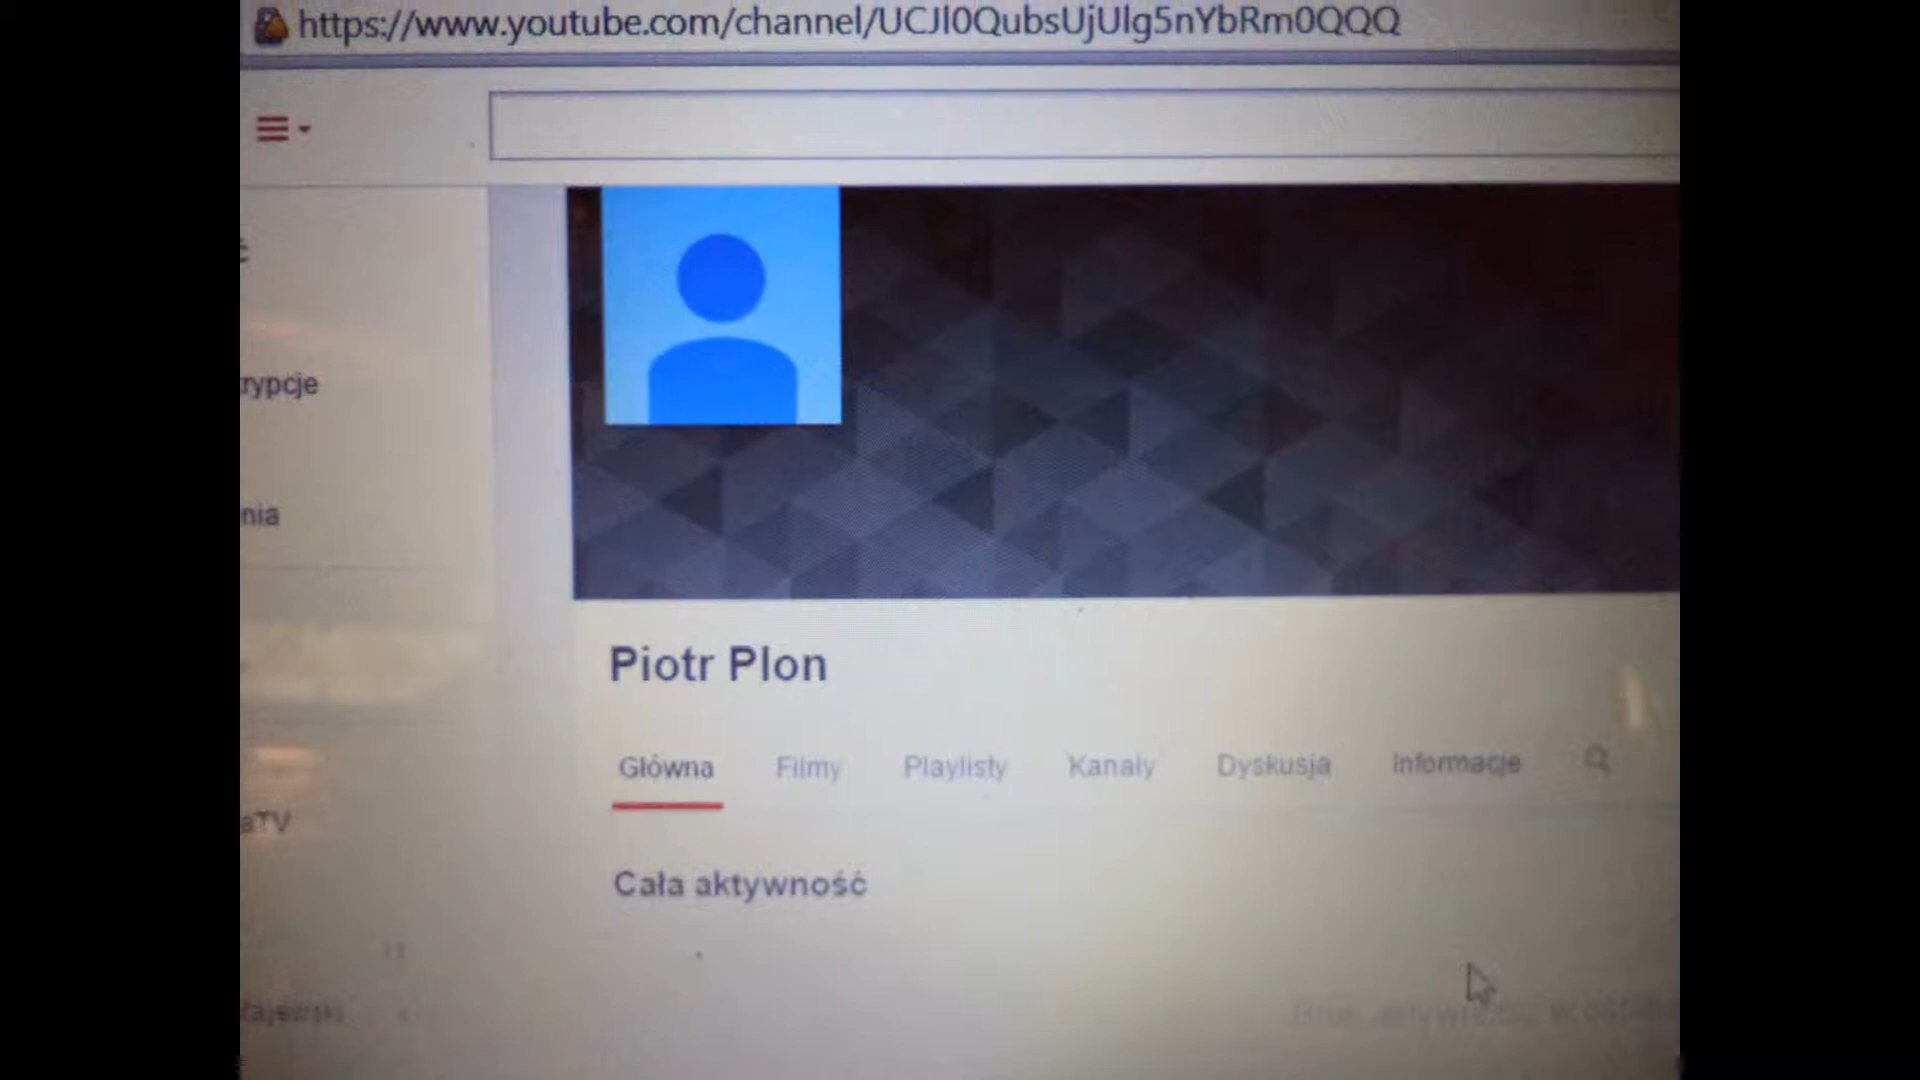 https://www.youtube.com/channel/UCJl0QubsUjUlg5nYbRm0QQQ
rypcje
nia
Piotr Plon
Główna Filmy Playlisty Kanały Dyskusja Informacje
aTV
Cała aktywność